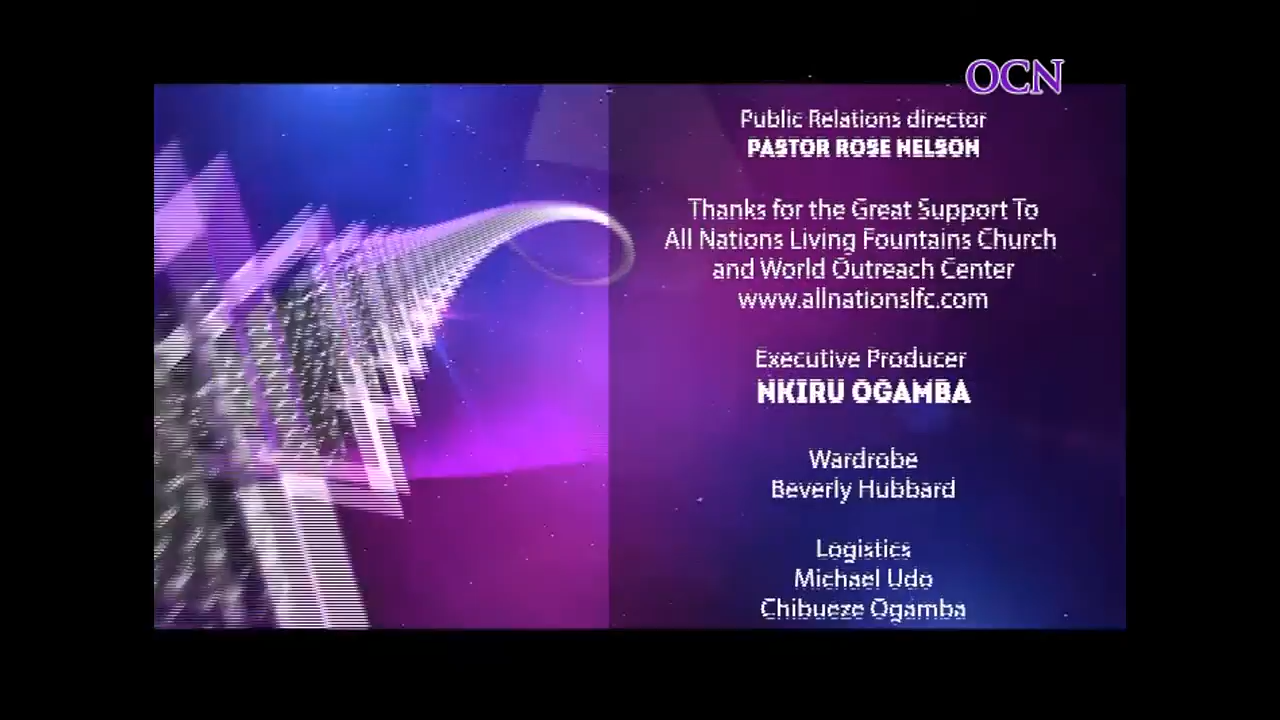 OCN
Public Relations director
PASTOR ROSE NELSON
Thanks for the Great Support To
All Nations Living Fountains Church
and World Outreach Center
www.allnationslfc.com
Executive Producer
NKIRU OGAMBA
Wardrobe
Beverly Hubbard
Logistics
Michael Udo
Chibueze Ogamba